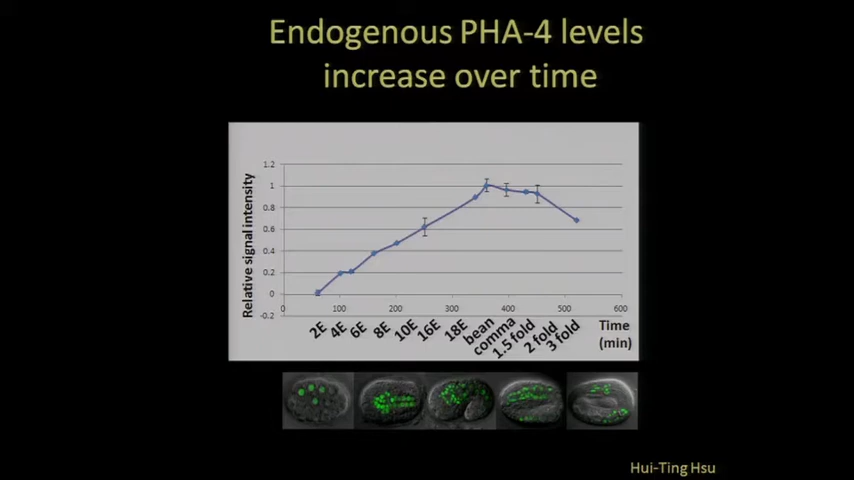 Endogenous PHA-4 levels
increase over time
Relative signal intensity
1.2
1
0.8
0.6
0.4
0.2
0
-0.2
0 100 200 300 400 500 600
2E 4E 6E 8E 10E 16E 18E bean comma 1.5 fold 2 fold 3 fold
Time
(min)
Hui-Ting Hsu